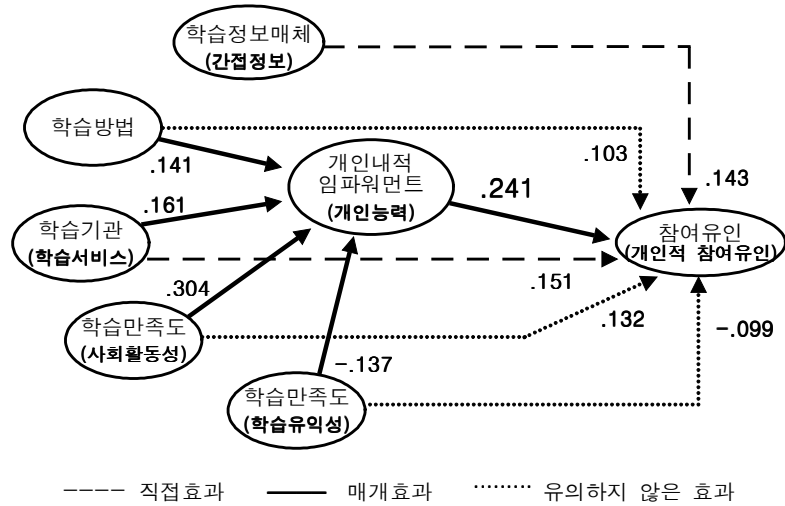 학습정보매체
(간접정보)
학습방법
.141
.103
.143
개인내적
임파워먼트
(개인능력)
.241
.161
학습기관
(학습서비스)
참여유인
(개인적 참여유인)
.151
.304
.132
학습만족도
(사회활동성)
-.099
-.137
학습만족도
(학습유익성)
직접효과 매개효과 유의하지 않은 효과